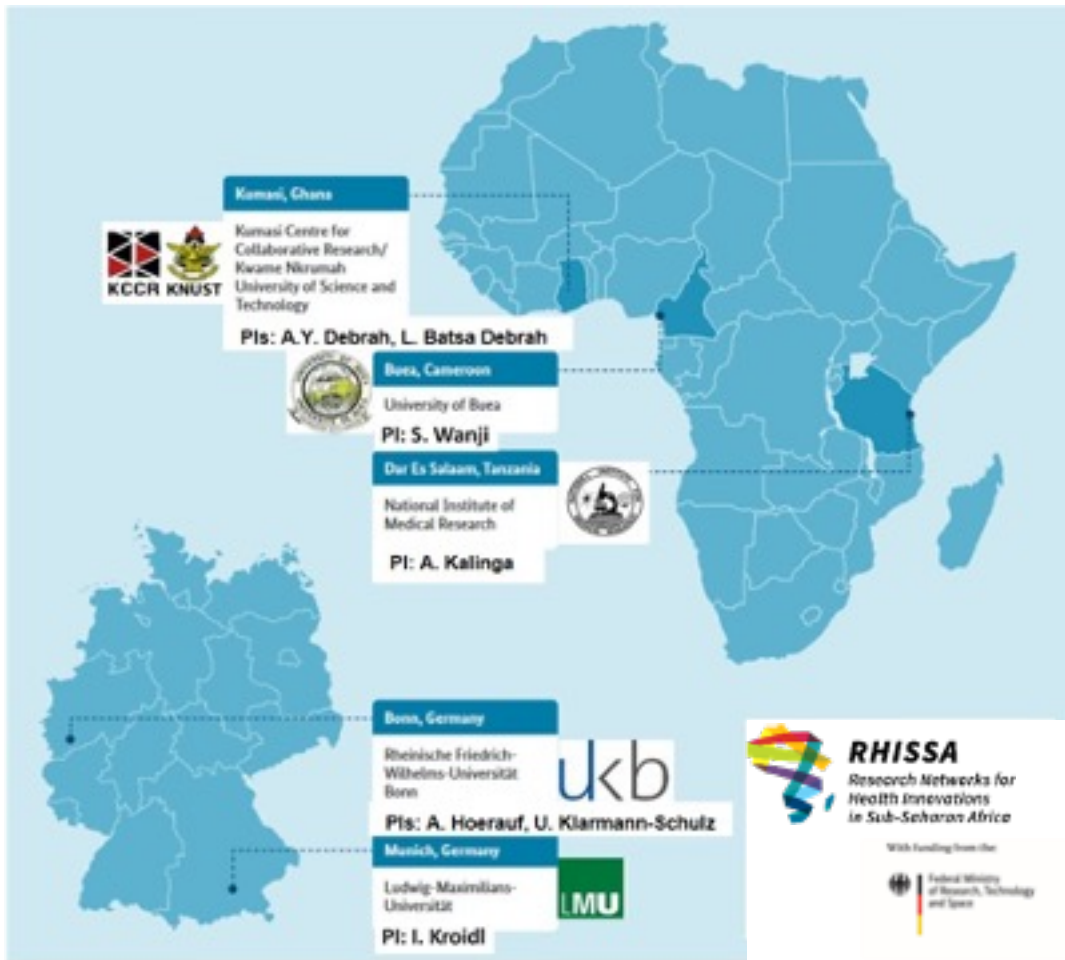 Kumasi, Ghana
Kumasi Centre for
Collaborative Research/
Kwame Nkrumah
University of Science and
Technology
KCCR KNUST
PIs: A.Y. Debrah, L. Batsa Debrah
Buea, Cameroon
University of Buea
PI: S. Wanji
Dar Es Salaam, Tanzania
National Institute of
Medical Research
PI: A. Kalinga
Bonn, Germany
Rheinische Friedrich-
Wilhelms-Universität
Bonn
ukb
PIs: A. Hoerauf, U. Klarmann-Schulz
Munich, Germany
Ludwig-Maximilians-
Universität
LMU
PI: I. Kroidl
RHISSA
Research Networks for
Health Innovations
in Sub-Saharan Africa
With funding from the:
Federal Ministry
of Research, Technology
and Space